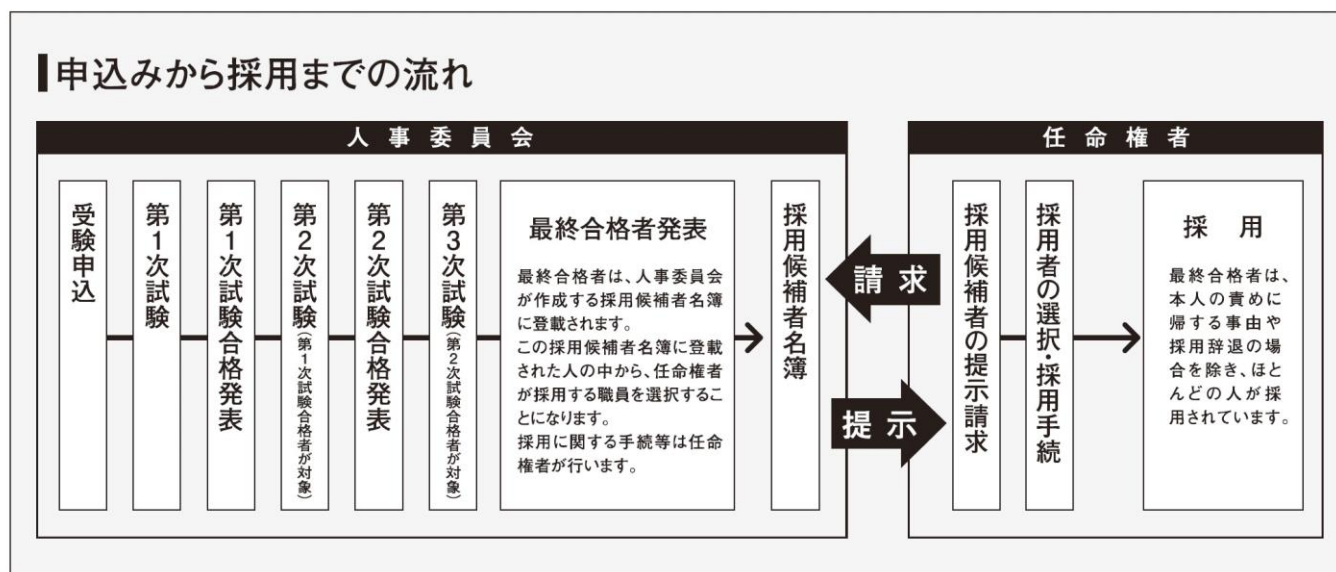 申込みから採用までの流れ
人事委員会
受験申込
第1次試験
第1次試験合格発表
第2次試験(第1次試験合格者が対象)
第2次試験合格発表
第3次試験(第2次試験合格者が対象)
最終合格者発表
最終合格者は、人事委員会
が作成する採用候補者名簿
に登載されます。
この採用候補者名簿に登載
された人の中から、任命権者
が採用する職員を選択するこ
とになります。
採用に関する手続等は任命
権者が行います。
採用候補者名簿
請求
提示
任命権者
採用候補者の提示請求
採用者の選択・採用手続
採用
最終合格者は、
本人の責めに
帰する事由や
採用辞退の場
合を除き、ほと
んどの人が採
用されています。